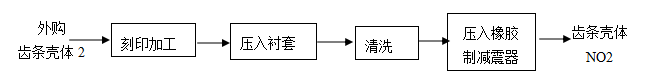 外购
齿条壳体 2
刻印加工
压入衬套
清洗
压入橡胶
制减震器
齿条壳体
NO2